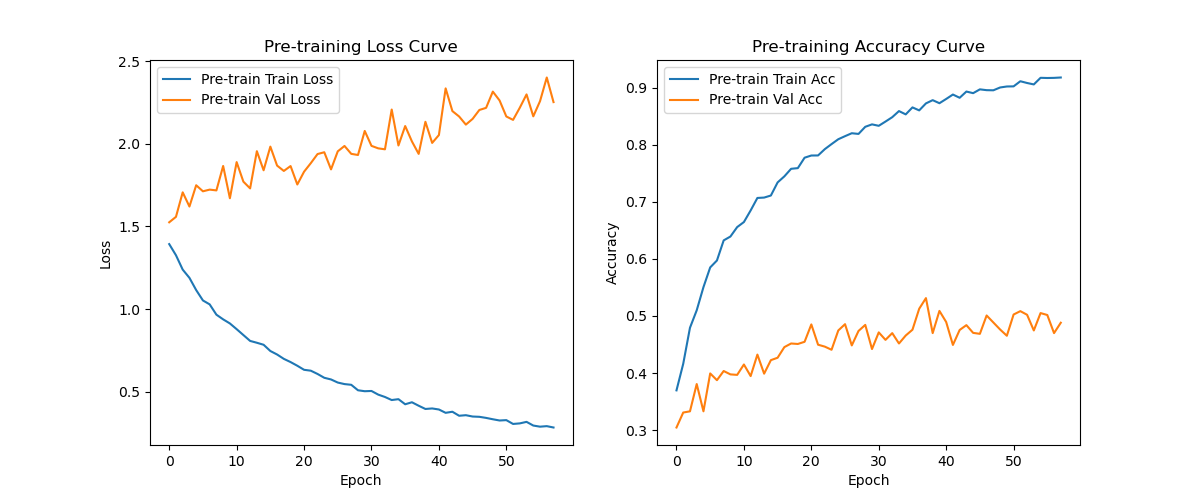 Pre-training Loss Curve
2.5
2.0
1.5
1.0
0.5
Loss
Pre-train Train Loss
Pre-train Val Loss
0 10 20 30 40 50
Epoch
Pre-training Accuracy Curve
0.9
0.8
0.7
0.6
0.5
0.4
0.3
Accuracy
Pre-train Train Acc
Pre-train Val Acc
0 10 20 30 40 50
Epoch